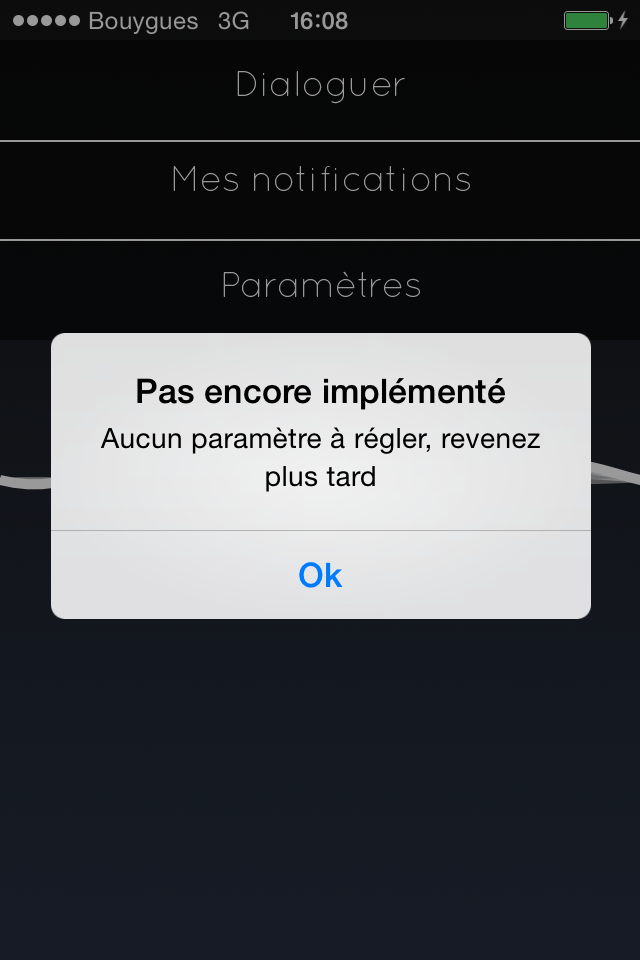 Bouygues 3G 16:08
Dialoguer
Mes notifications
Paramètres
Pas encore implémenté
Aucun paramètre à régler, revenez
plus tard
Ok